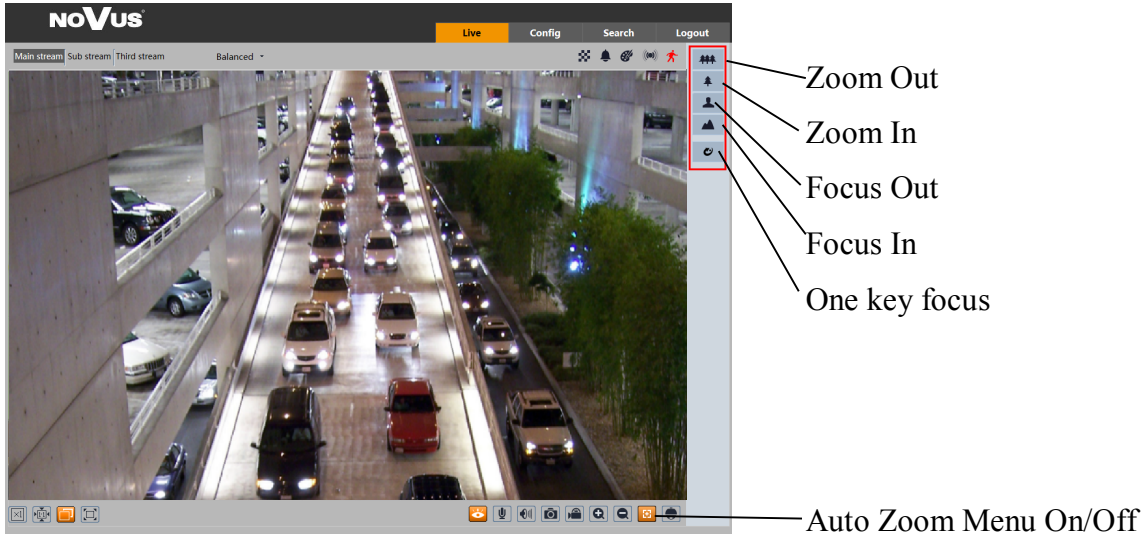 NOVUS
Live Config Search Logout
Main stream Sub stream Third stream Balanced
Zoom Out
Zoom In
Focus Out
Focus In
One key focus
Auto Zoom Menu On/Off